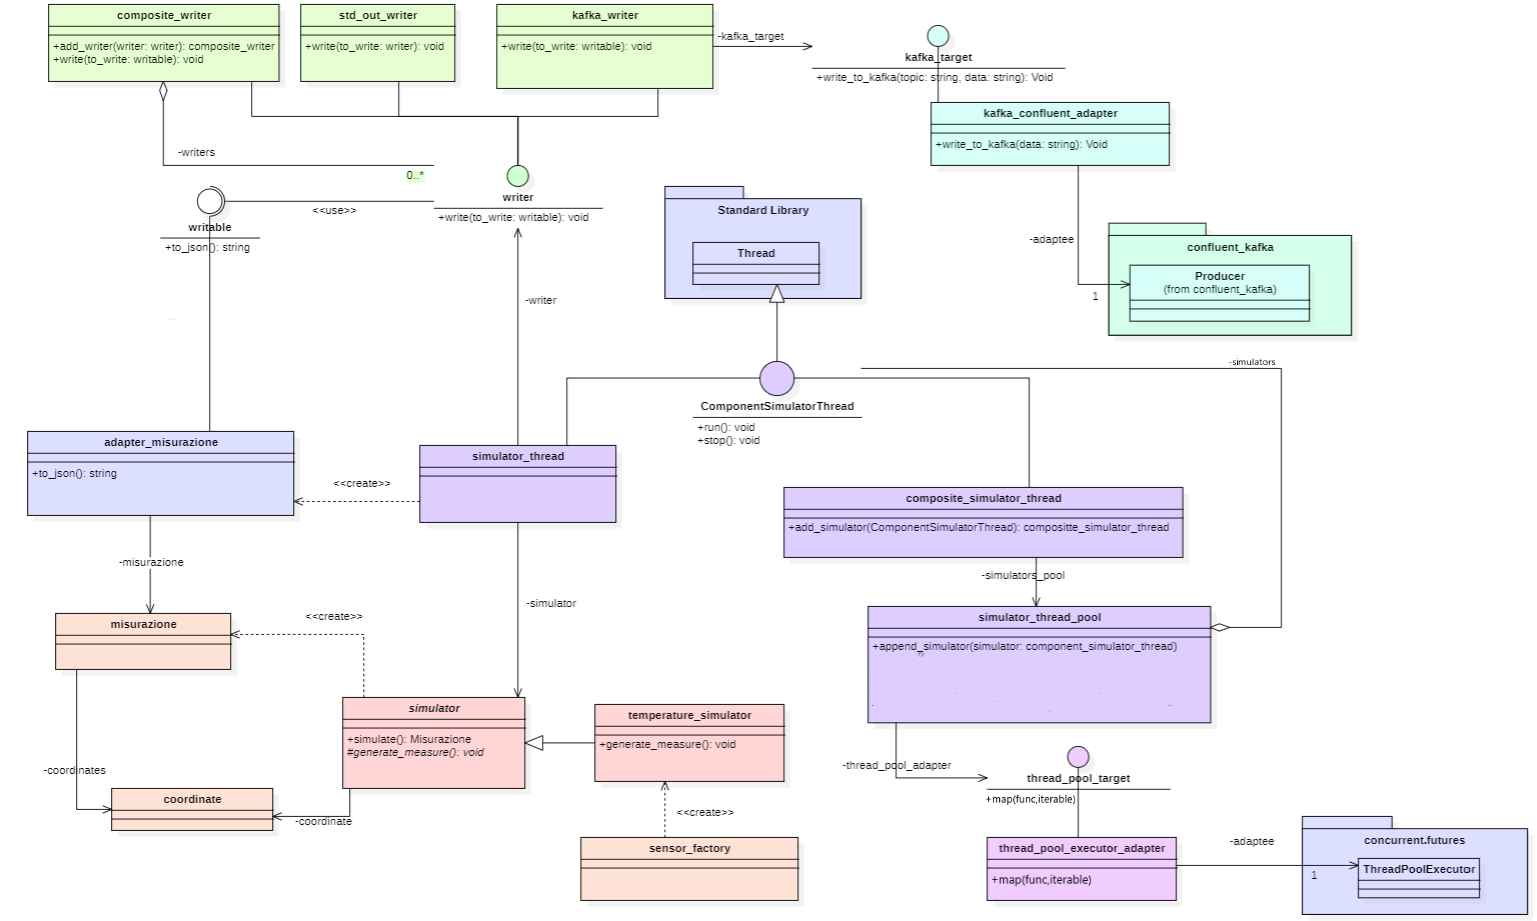 composite_writer
+add_writer(writer: writer): composite_writer
+write(to_write: writable): void
std_out_writer
+write(to_write: writer): void
kafka_writer
+write(to_write: writable): void
-kafka_target
kafka_target
+write_to_kafka(topic: string, data: string): Void
kafka_confluent_adapter
+write_to_kafka(data: string): Void
-writers
0..*
writable
+to_json(): string
<<use>>
writer
+write(to_write: writable): void
Standard Library
Thread
-adaptee
1
confluent_kafka
Producer
(from confluent_kafka)
-writer
-simulators
ComponentSimulatorThread
+run(): void
+stop(): void
adapter_misurazione
+to_json(): string
<<create>>
simulator_thread
composite_simulator_thread
+add_simulator(ComponentSimulatorThread): compositte_simulator_thread
-misurazione
-simulators_pool
-simulator
misurazione
<<create>>
simulator_thread_pool
+append_simulator(simulator: component_simulator_thread)
simulator
+simulate(): Misurazione
#generate_measure(): void
temperature_simulator
+generate_measure(): void
-coordinates
coordinate
-coordinate
<<create>>
sensor_factory
-thread_pool_adapter
thread_pool_target
+map(func,iterable)
thread_pool_executor_adapter
+map(func,iterable)
-adaptee
1
concurrent.futures
ThreadPoolExecutor